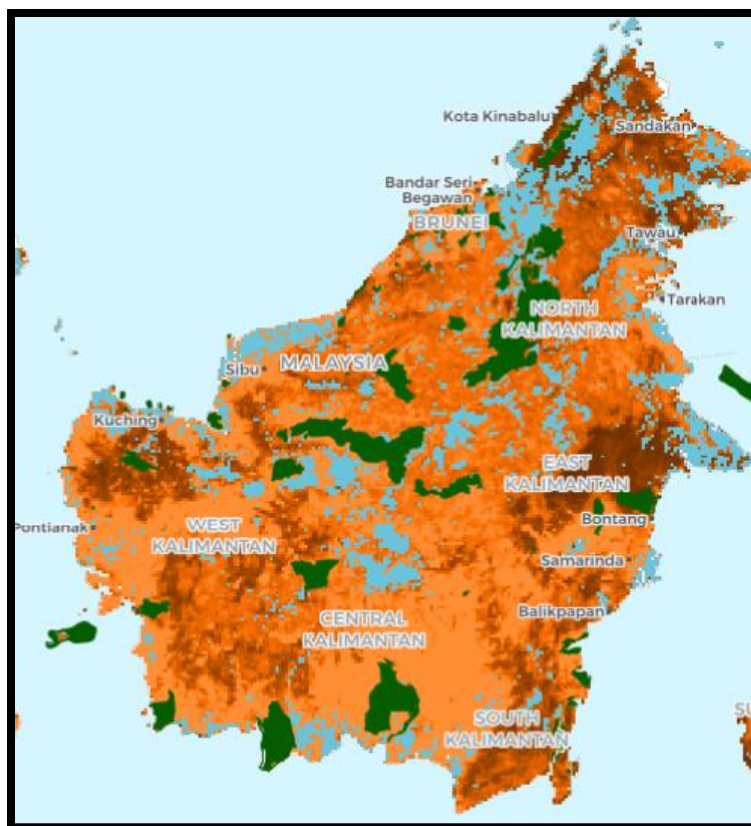 Kota Kinabalu
Sandakan
Bandar Seri
Begawan
BRUNEI
Tawau
Tarakan
NORTH
KALIMANTAN
MALAYSIA
Sibu
Kuching
EAST
KALIMANTAN
Bontang
WEST
KALIMANTAN
Pontianak
Samarinda
Balikpapan
CENTRAL
KALIMANTAN
SOUTH
KALIMANTAN
SU